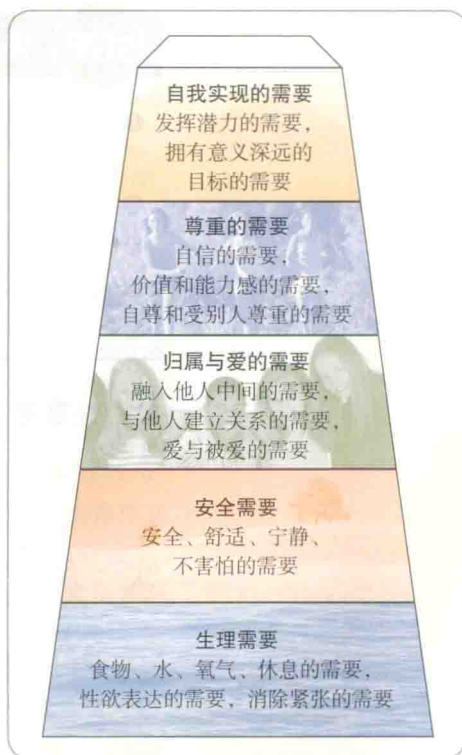 自我实现的需要
发挥潜力的需要，
拥有意义深远的
目标的需要
尊重的需要
自信的需要，
价值和能力感的需要，
自尊和受别人尊重的需要
归属与爱的需要
融入他人中间的需要，
与他人建立关系的需要，
爱与被爱的需要
安全需要
安全、舒适、宁静、
不害怕的需要
生理需要
食物、水、氧气、休息的需要，
性欲表达的需要，消除紧张的需要